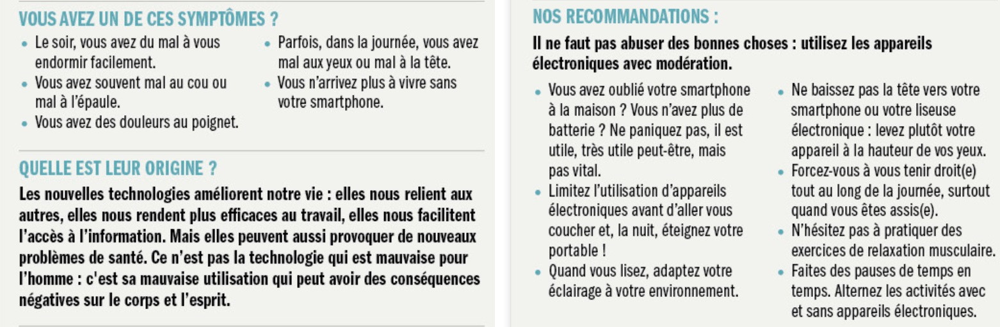 VOUS AVEZ UN DE CES SYMPTÔMES ?
• Le soir, vous avez du mal à vous
endormir facilement.
• Vous avez souvent mal au cou ou
mal à l’épaule.
• Vous avez des douleurs au poignet.
• Parfois, dans la journée, vous avez
mal aux yeux ou mal à la tête.
• Vous n’arrivez plus à vivre sans
votre smartphone.
QUELLE EST LEUR ORIGINE ?
Les nouvelles technologies améliorent notre vie : elles nous relient aux
autres, elles nous rendent plus efficaces au travail, elles nous facilitent
l’accès à l’information. Mais elles peuvent aussi provoquer de nouveaux
problèmes de santé. Ce n’est pas la technologie qui est mauvaise pour
l’homme : c'est sa mauvaise utilisation qui peut avoir des conséquences
négatives sur le corps et l’esprit.
NOS RECOMMANDATIONS :
Il ne faut pas abuser des bonnes choses : utilisez les appareils
électroniques avec modération.
• Vous avez oublié votre smartphone
à la maison ? Vous n’avez plus de
batterie ? Ne paniquez pas, il est
utile, très utile peut-être, mais
pas vital.
• Limitez l’utilisation d’appareils
électroniques avant d’aller vous
coucher et, la nuit, éteignez votre
portable !
• Quand vous lisez, adaptez votre
éclairage à votre environnement.
• Ne baissez pas la tête vers votre
smartphone ou votre liseuse
électronique : levez plutôt votre
appareil à la hauteur de vos yeux.
• Forcez-vous à vous tenir droit(e)
tout au long de la journée, surtout
quand vous êtes assis(e).
• N’hésitez pas à pratiquer des
exercices de relaxation musculaire.
• Faites des pauses de temps en
temps. Alternez les activités avec
et sans appareils électroniques.